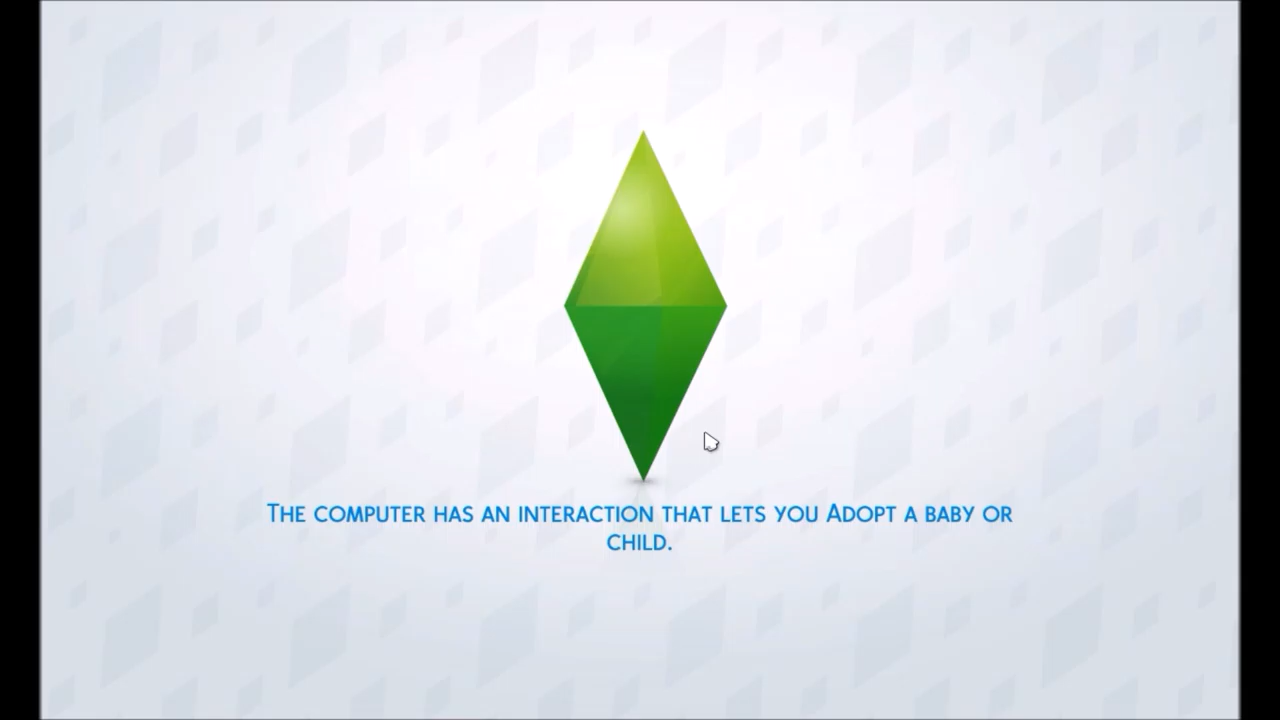 The computer has an interaction that lets you Adopt a baby or
child.